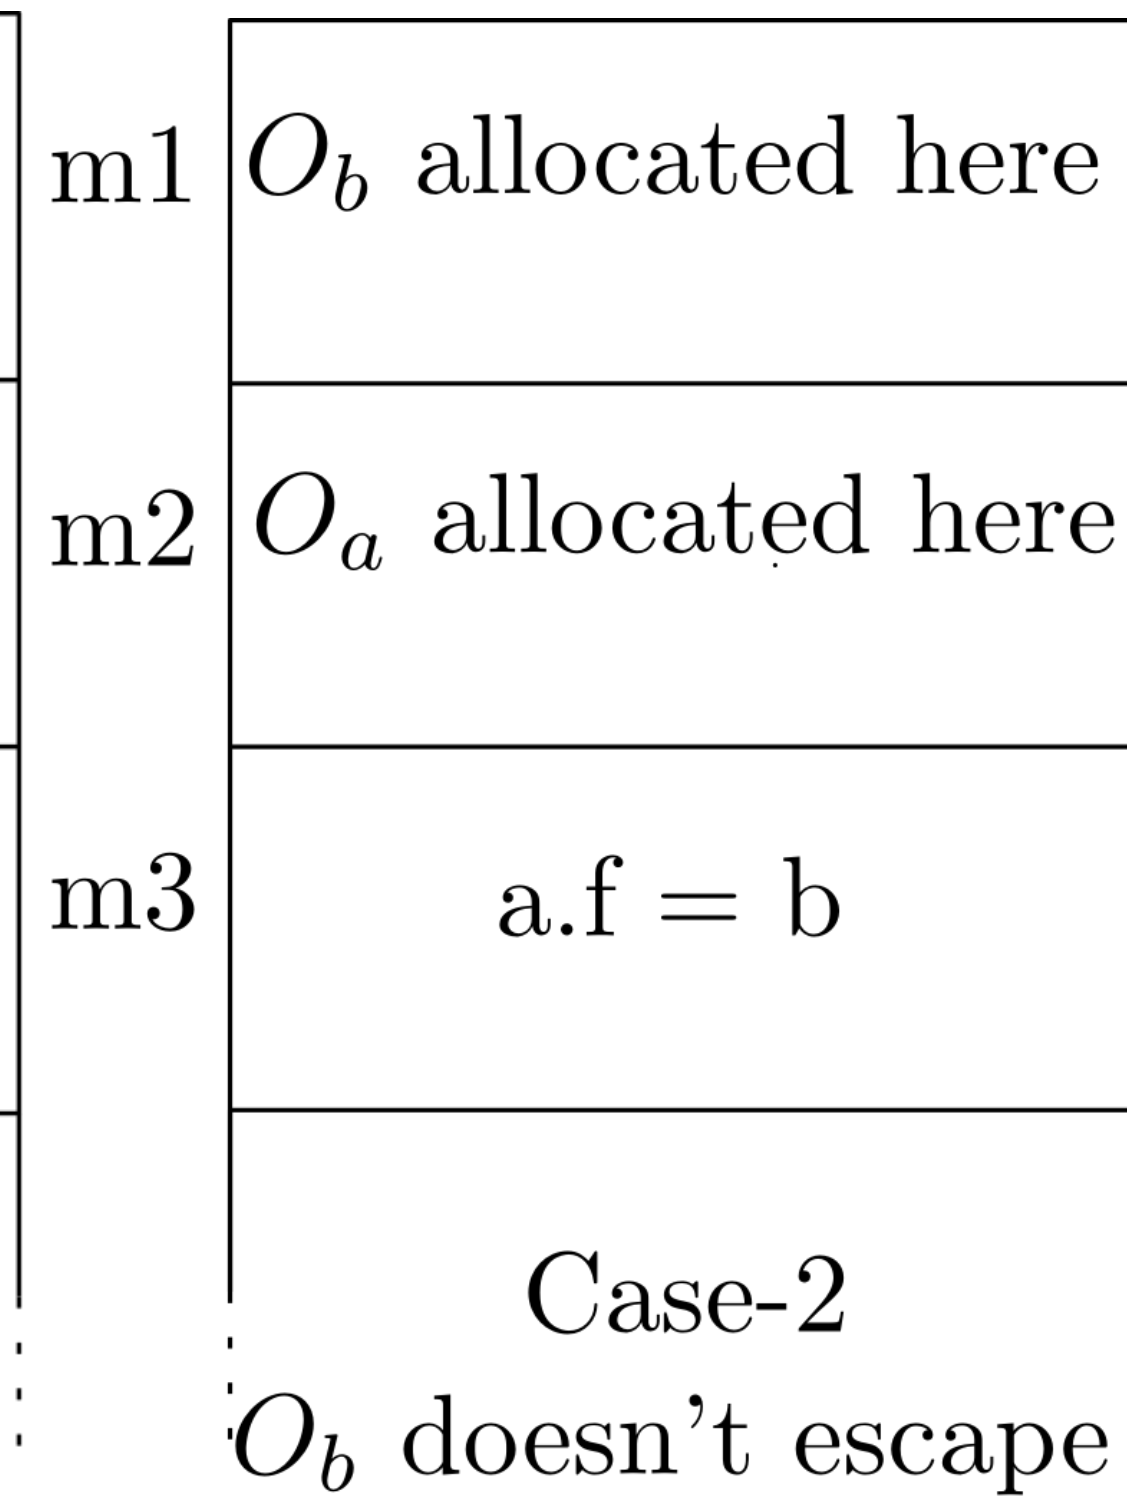 m1 O_b allocated here
m2 O_a allocated here
m3 a.f = b
Case-2
O_b doesn't escape